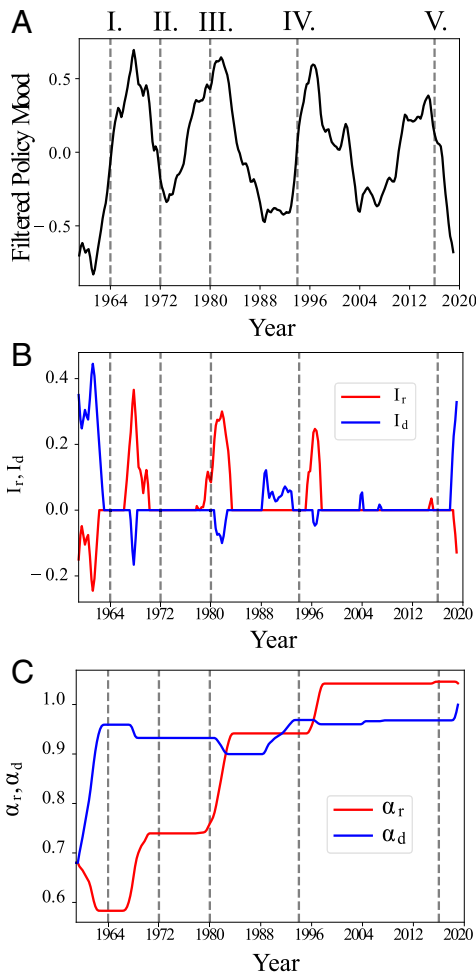 A
I. II. III. IV. V.
Filtered Policy Mood
0.5
0.0
−0.5
1964 1972 1980 1988 1996 2004 2012 2020
Year
B
I_r, I_d
0.4
0.2
0.0
−0.2
I_r
I_d
1964 1972 1980 1988 1996 2004 2012 2020
Year
C
α_r, α_d
1.0
0.9
0.8
0.7
0.6
α_r
α_d
1964 1972 1980 1988 1996 2004 2012 2020
Year